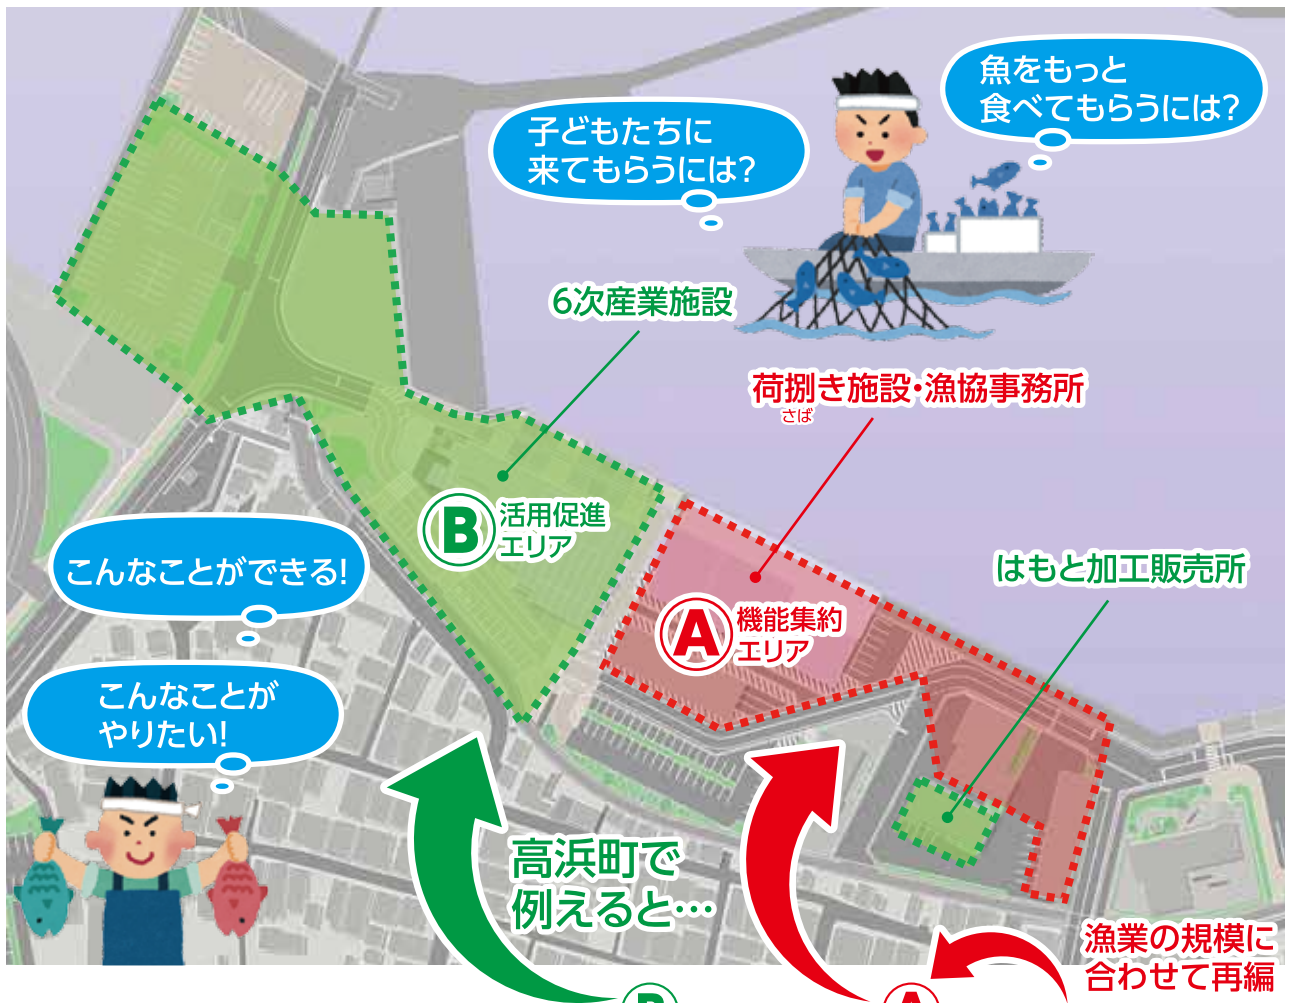 魚をもっと
食べてもらうには?
子どもたちに
来てもらうには?
6次産業施設
荷捌き施設・漁協事務所
さば
B 活用促進
エリア
はもと加工販売所
A 機能集約
エリア
こんなことができる!
こんなことが
やりたい!
高浜町で
例えると…
漁業の規模に
合わせて再編
B
A